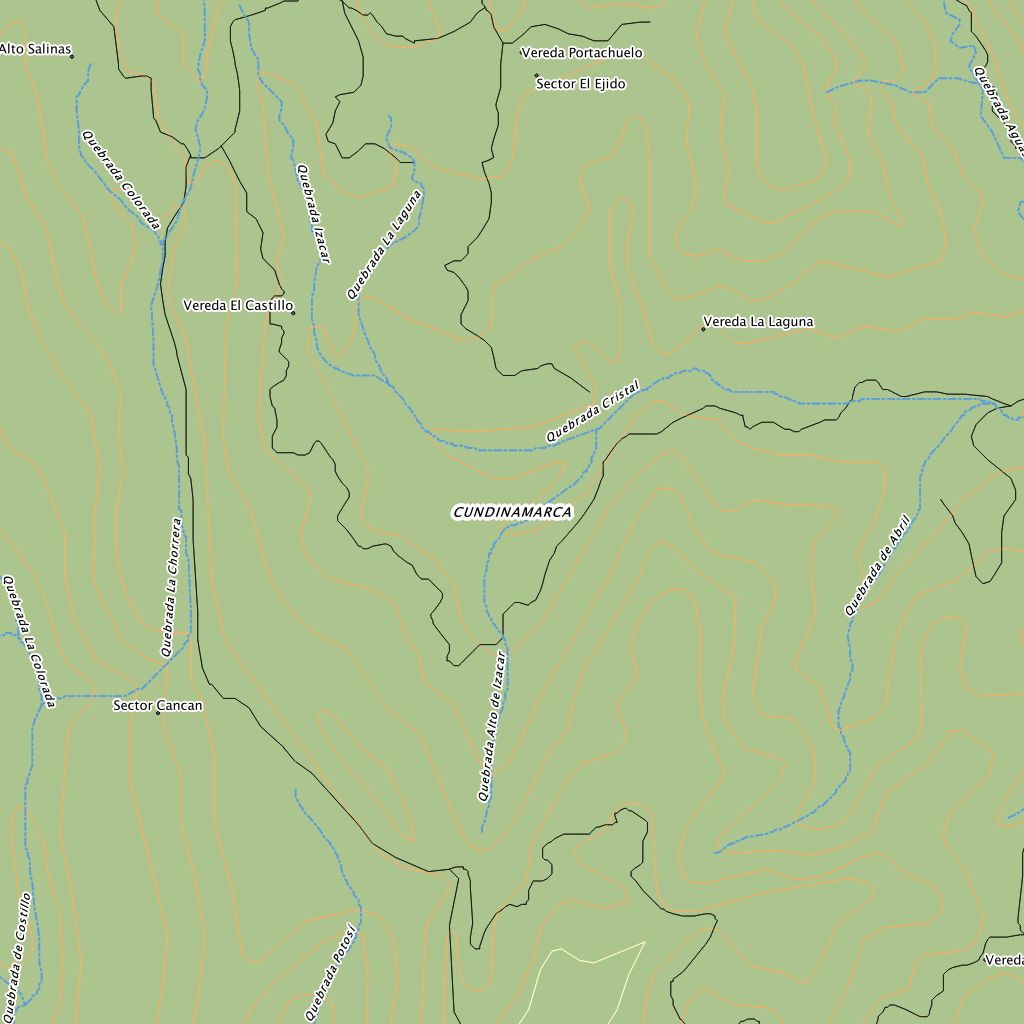 Alto Salinas
Vereda Portachuelo
Sector El Ejido
Quebrada Aguas
Quebrada Colorada
Quebrada Izacar
Quebrada La Laguna
Vereda El Castillo
Vereda La Laguna
Quebrada Cristal
CUNDINAMARCA
Quebrada La Chorrera
Quebrada de Abril
Quebrada La Colorada
Quebrada Alto de Izacar
Sector Cancan
Quebrada de Costillo
Quebrada Potosí
Vereda